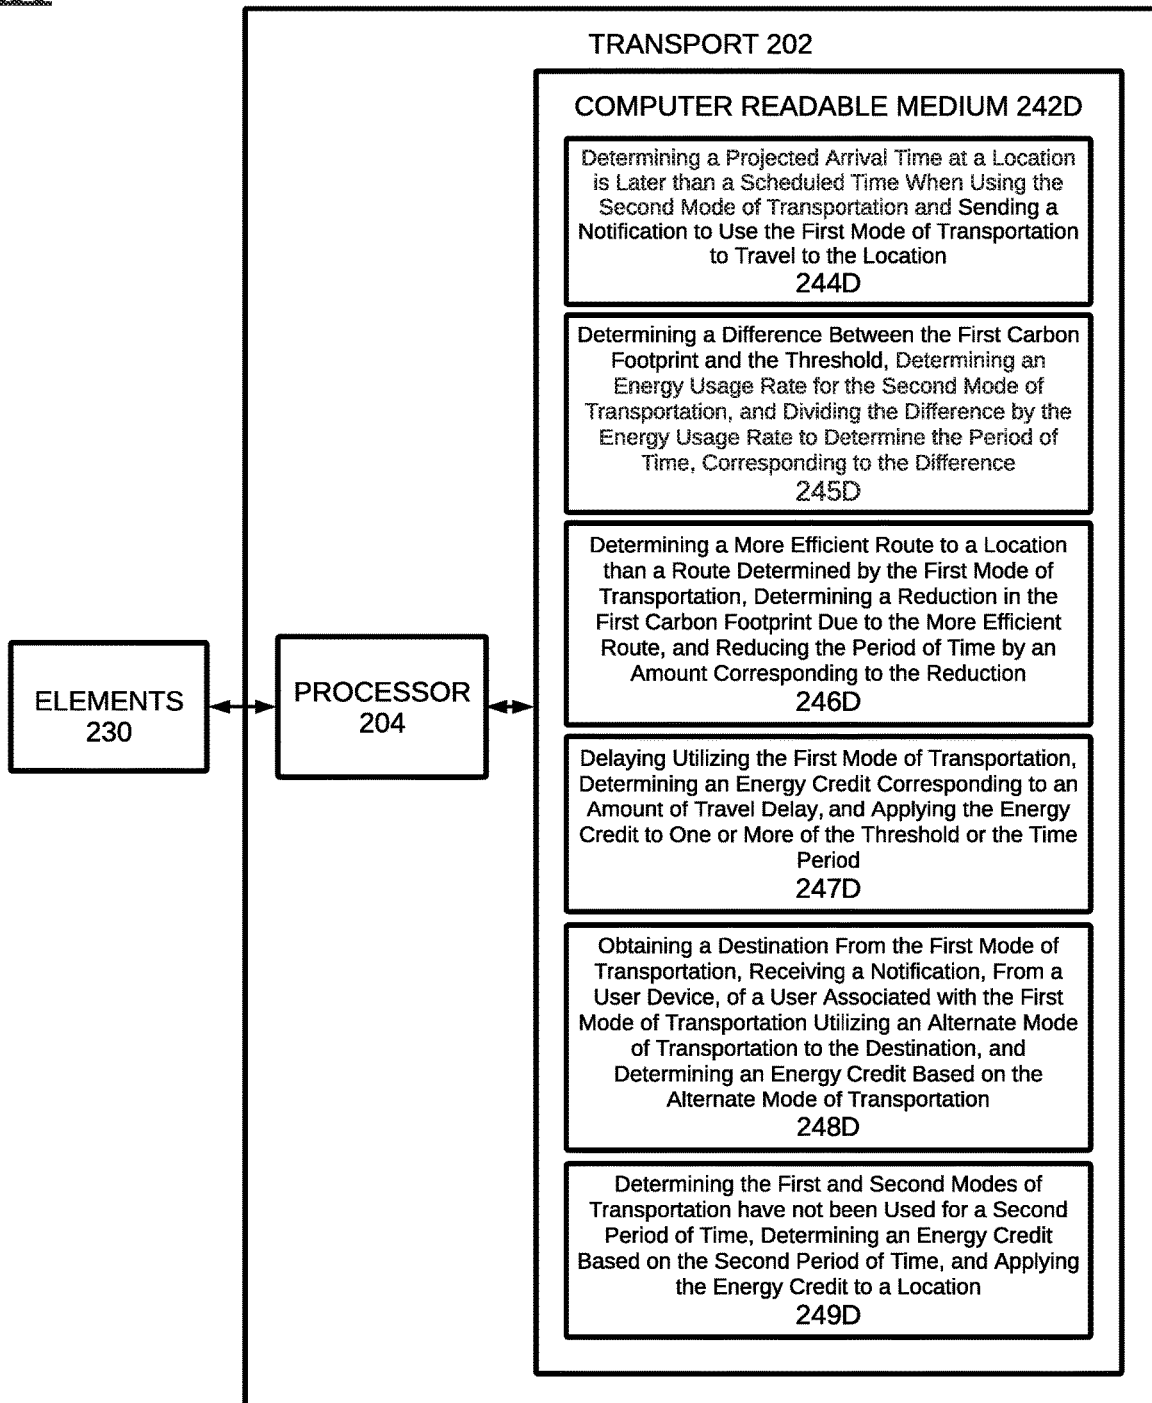 TRANSPORT 202
COMPUTER READABLE MEDIUM 242D
Determining a Projected Arrival Time at a Location
is Later than a Scheduled Time When Using the
Second Mode of Transportation and Sending a
Notification to Use the First Mode of Transportation
to Travel to the Location
244D
Determining a Difference Between the First Carbon
Footprint and the Threshold, Determining an
Energy Usage Rate for the Second Mode of
Transportation, and Dividing the Difference by the
Energy Usage Rate to Determine the Period of
Time, Corresponding to the Difference
245D
Determining a More Efficient Route to a Location
than a Route Determined by the First Mode of
Transportation, Determining a Reduction in the
First Carbon Footprint Due to the More Efficient
Route, and Reducing the Period of Time by an
Amount Corresponding to the Reduction
246D
ELEMENTS
230
PROCESSOR
204
Delaying Utilizing the First Mode of Transportation,
Determining an Energy Credit Corresponding to an
Amount of Travel Delay, and Applying the Energy
Credit to One or More of the Threshold or the Time
Period
247D
Obtaining a Destination From the First Mode of
Transportation, Receiving a Notification, From a
User Device, of a User Associated with the First
Mode of Transportation Utilizing an Alternate Mode
of Transportation to the Destination, and
Determining an Energy Credit Based on the
Alternate Mode of Transportation
248D
Determining the First and Second Modes of
Transportation have not been Used for a Second
Period of Time, Determining an Energy Credit
Based on the Second Period of Time, and Applying
the Energy Credit to a Location
249D